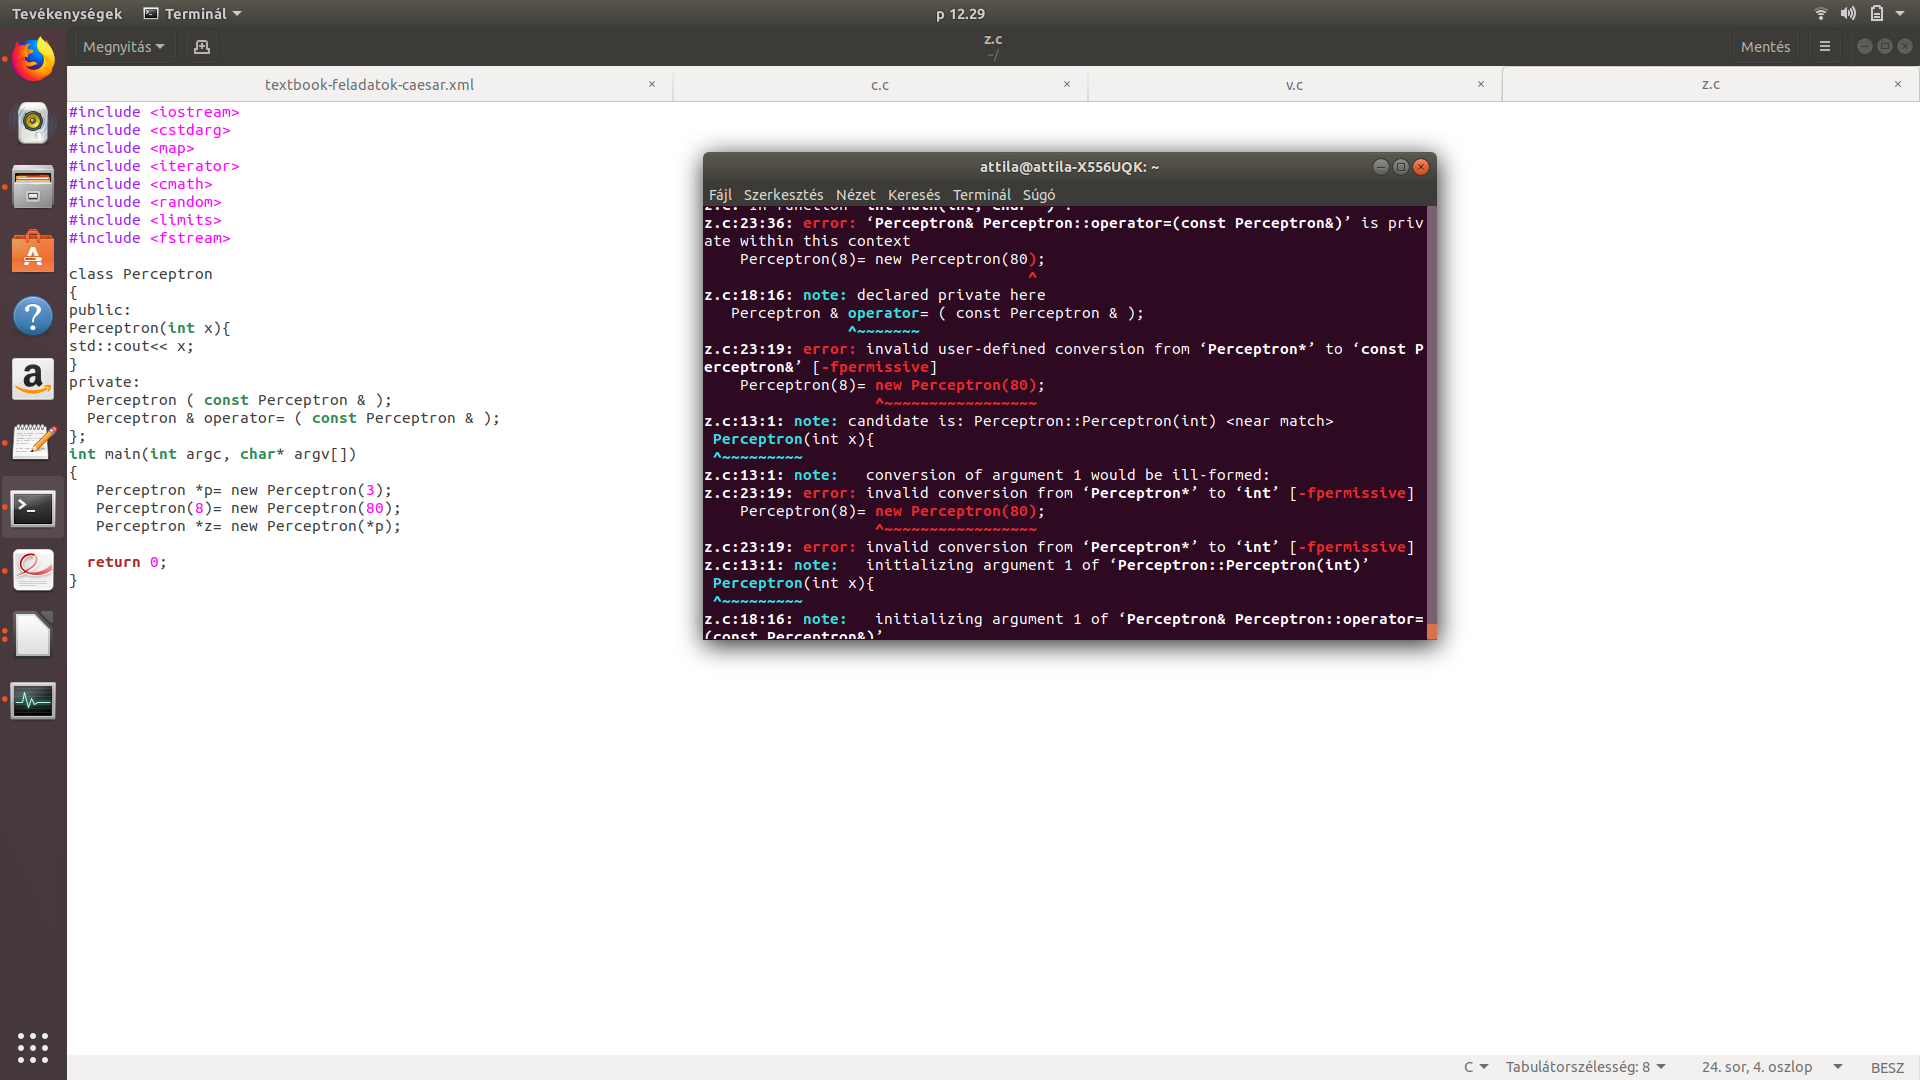 Tevékenységek Terminál p 12.29
Megnyitás z.c ~/ Mentés
textbook-feladatok-caesar.xml × c.c × v.c × z.c ×
#include <iostream>
#include <cstdarg>
#include <map>
#include <iterator>
#include <cmath>
#include <random>
#include <limits>
#include <fstream>
class Perceptron
{
public:
Perceptron(int x){
std::cout<< x;
}
private:
  Perceptron ( const Perceptron & );
  Perceptron & operator= ( const Perceptron & );
};
int main(int argc, char* argv[])
{
   Perceptron *p= new Perceptron(3);
   Perceptron(8)= new Perceptron(80);
   Perceptron *z= new Perceptron(*p);
  return 0;
}
attila@attila-X556UQK: ~
Fájl Szerkesztés Nézet Keresés Terminál Súgó
z.c:23:36: error: ‘Perceptron& Perceptron::operator=(const Perceptron&)’ is priv
ate within this context
    Perceptron(8)= new Perceptron(80);
                                    ^
z.c:18:16: note: declared private here
   Perceptron & operator= ( const Perceptron & );
                ^~~~~~~~
z.c:23:19: error: invalid user-defined conversion from ‘Perceptron*’ to ‘const P
erceptron&’ [-fpermissive]
    Perceptron(8)= new Perceptron(80);
                   ^~~~~~~~~~~~~~~~~~
z.c:13:1: note: candidate is: Perceptron::Perceptron(int) <near match>
 Perceptron(int x){
 ^~~~~~~~~~
z.c:13:1: note:   conversion of argument 1 would be ill-formed:
z.c:23:19: error: invalid conversion from ‘Perceptron*’ to ‘int’ [-fpermissive]
    Perceptron(8)= new Perceptron(80);
                   ^~~~~~~~~~~~~~~~~~
z.c:23:19: error: invalid conversion from ‘Perceptron*’ to ‘int’ [-fpermissive]
z.c:13:1: note:   initializing argument 1 of ‘Perceptron::Perceptron(int)’
 Perceptron(int x){
 ^~~~~~~~~~
z.c:18:16: note:   initializing argument 1 of ‘Perceptron& Perceptron::operator=
(const Perceptron&)’
C Tabulátorszélesség: 8 24. sor, 4. oszlop BESZ